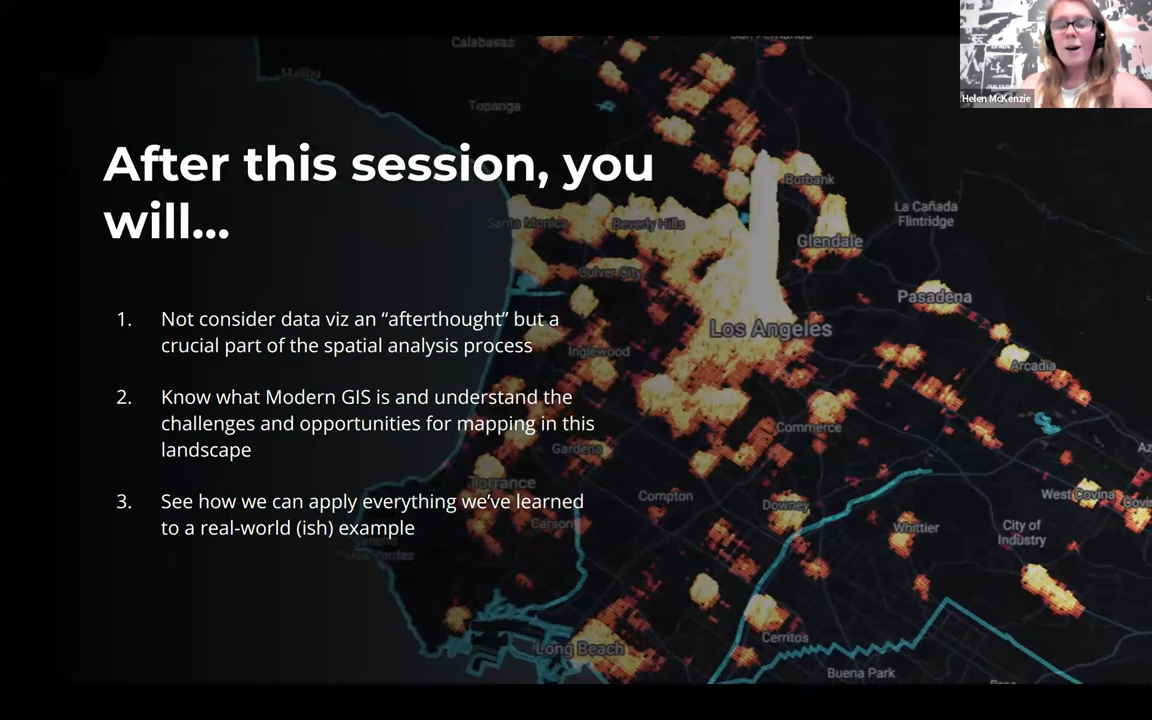 San Fernando
Calabasas
Helen McKenzie
Malibu
Topanga
After this session, you
will...
Burbank
La Cañada
Flintridge
Santa Monica
Beverly Hills
Glendale
Culver City
Pasadena
1. Not consider data viz an “afterthought” but a
crucial part of the spatial analysis process
Los Angeles
Inglewood
Arcadia
2. Know what Modern GIS is and understand the
challenges and opportunities for mapping in this
landscape
Commerce
Gardena
Torrance
3. See how we can apply everything we’ve learned
to a real-world (ish) example
Compton
Downey
West Covina
Carson
Whittier
City of
Industry
Cerritos
Long Beach
Buena Park